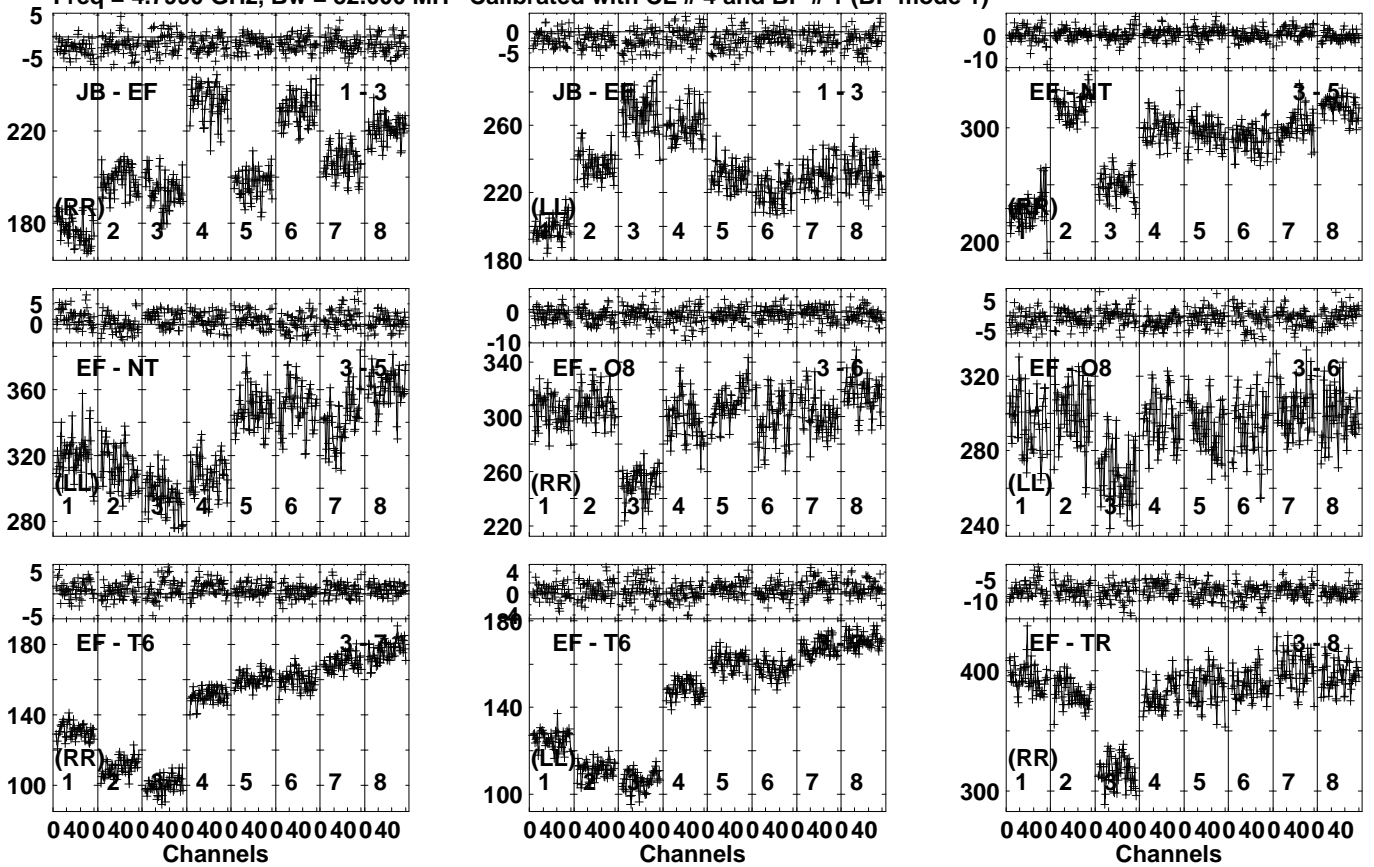 Freq = 4.7990 GHz, Bw = 32.000 MH Calibrated with CL # 4 and BP # 1 (BP mode 1)
5
-5
JB - EF 1 - 3
220
(RR)
180
2 3 4 5 6 7 8
0
-5
JB - EF 1 - 3
260
220
(LL)
180
2 3 4 5 6 7 8
0
-10
EF - NT 3 - 5
300
(RR)
200
1 2 3 4 5 6 7 8
5
0
EF - NT 3 - 5
360
320
(LL)
280
1 2 3 4 5 6 7 8
0
-10
EF - O8 3 - 6
340
300
260
(RR)
220
1 2 3 4 5 6 7 8
5
-5
EF - O8 3 - 6
320
280
(LL)
240
1 2 3 4 5 6 7 8
5
-5
EF - T6 3 - 7
180
140
(RR)
100
1 2 3 4 5 6 7 8
0 40 0 40 0 40 0 40 0 40 0 40 0 40 0 40
Channels
4
0
-4
EF - T6
180
140
(LL)
100
1 2 3 4 5 6 7 8
0 40 0 40 0 40 0 40 0 40 0 40 0 40 0 40
Channels
-5
-10
EF - TR 3 - 8
400
(RR)
300
1 2 3 4 5 6 7 8
0 40 0 40 0 40 0 40 0 40 0 40 0 40 0 40
Channels